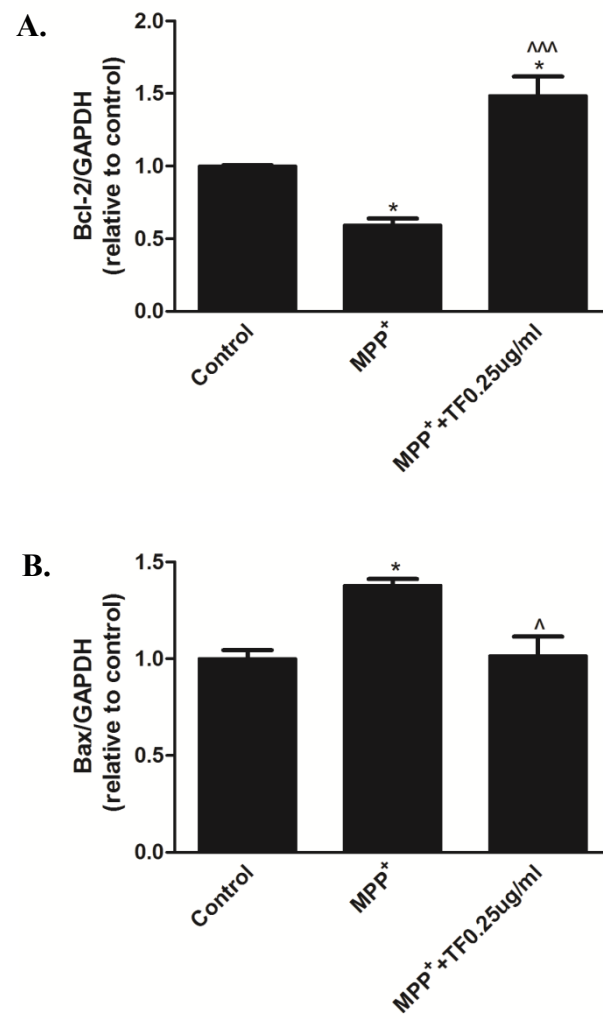 A.
Bcl-2/GAPDH
(relative to control)
2.0
1.5
1.0
0.5
0.0
*
^^^
*
Control
MPP⁺
MPP⁺+TF0.25ug/ml
B.
Bax/GAPDH
(relative to control)
1.5
1.0
0.5
0.0
*
^
Control
MPP⁺
MPP⁺+TF0.25ug/ml